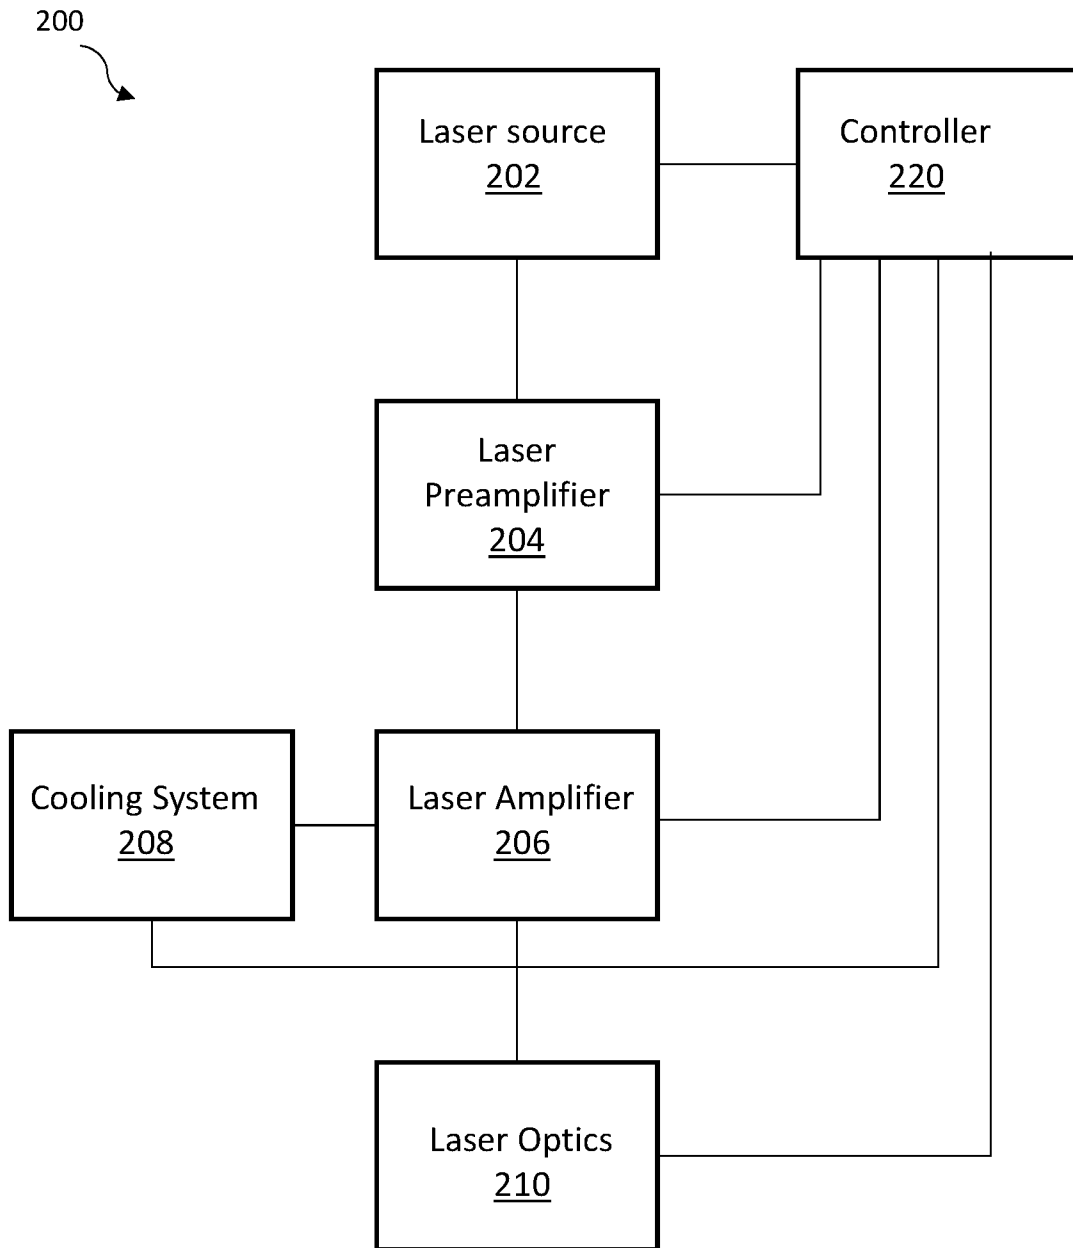 200
Laser source
202
Controller
220
Laser
Preamplifier
204
Cooling System
208
Laser Amplifier
206
Laser Optics
210